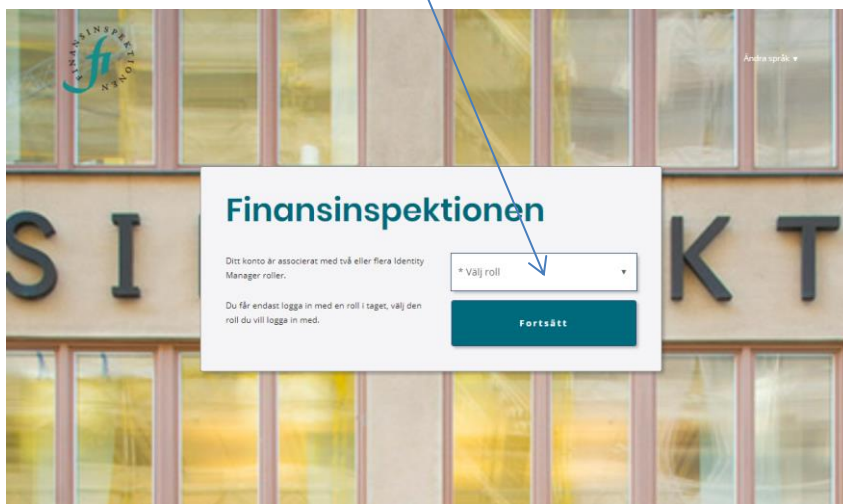 FINANSINSPEKTIONEN
fi
Ändra språk ▼
S I K T
Finansinspektionen
Ditt konto är associerat med två eller flera Identity
Manager roller.
Du får endast logga in med en roll i taget, välj den
roll du vill logga in med.
* Välj roll ▼
Fortsätt